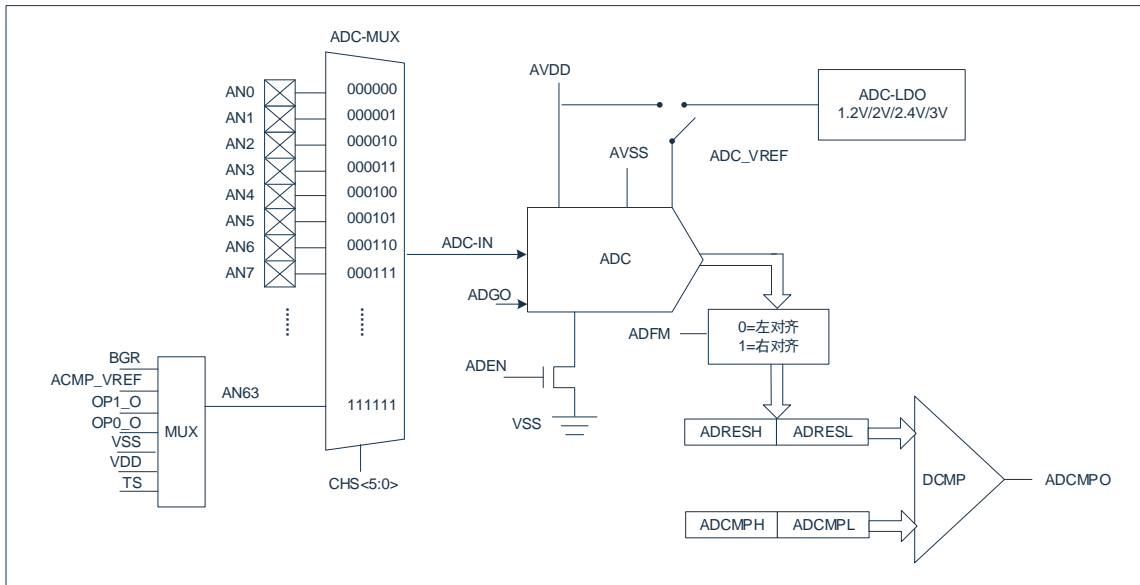 ADC-MUX
AN0
000000
AN1
000001
AN2
000010
AN3
000011
AN4
000100
AN5
000101
AN6
000110
AN7
000111
BGR
ACMP_VREF
OP1_O
OP0_O
VSS
VDD
TS
MUX
AN63
111111
CHS<5:0>
ADC-IN
ADGO
ADEN
VSS
AVDD
AVSS
ADC_VREF
ADC-LDO
1.2V/2V/2.4V/3V
ADC
ADFM
0=左对齐
1=右对齐
ADRESH
ADRESL
ADCMPH
ADCMPL
DCMP
ADCMPO